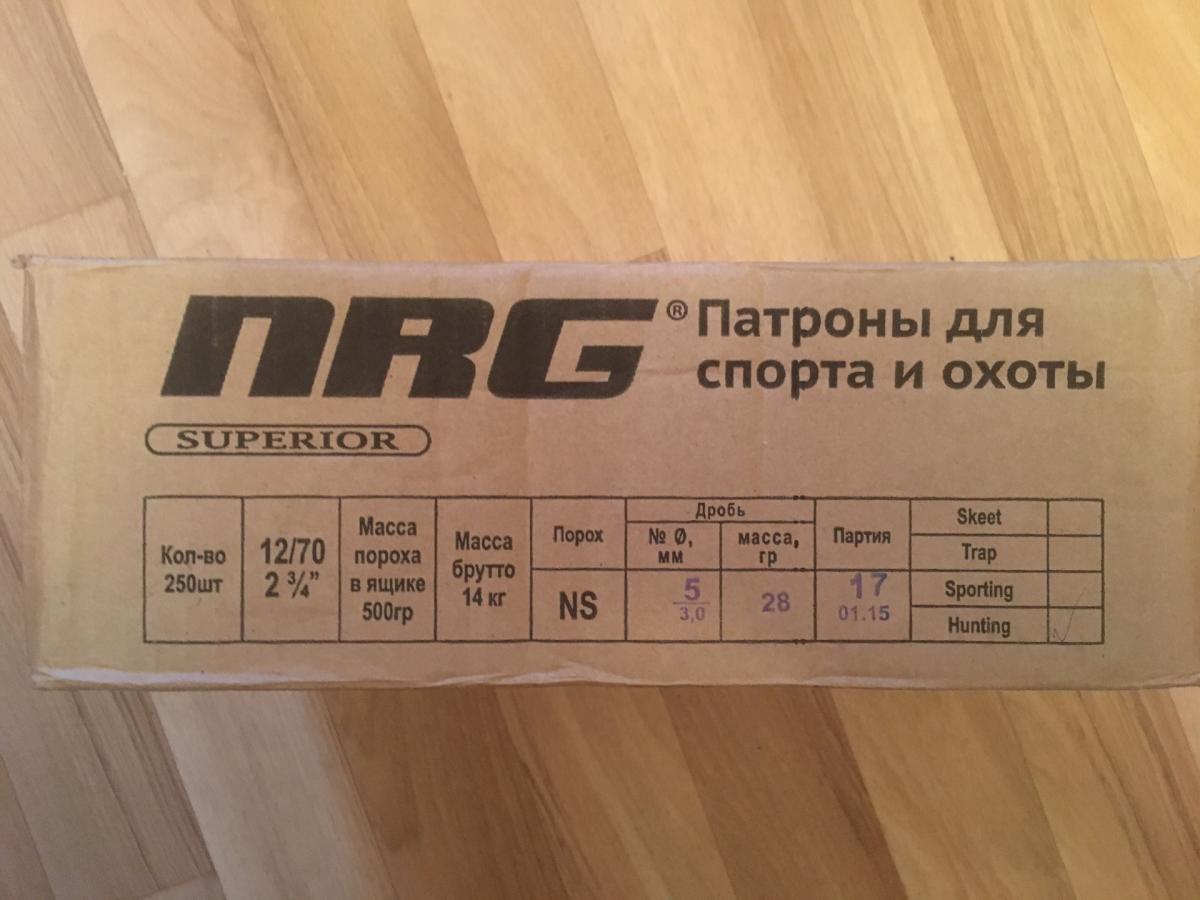 NRG® Патроны для
спорта и охоты
SUPERIOR
Кол-во
250шт
12/70
2 ¾”
Масса
пороха
в ящике
500гр
Масса
брутто
14 кг
Порох
NS
Дробь
№ Ø,
мм
5
3,0
масса,
гр
28
Партия
17
01.15
Skeet
Trap
Sporting
Hunting ✓